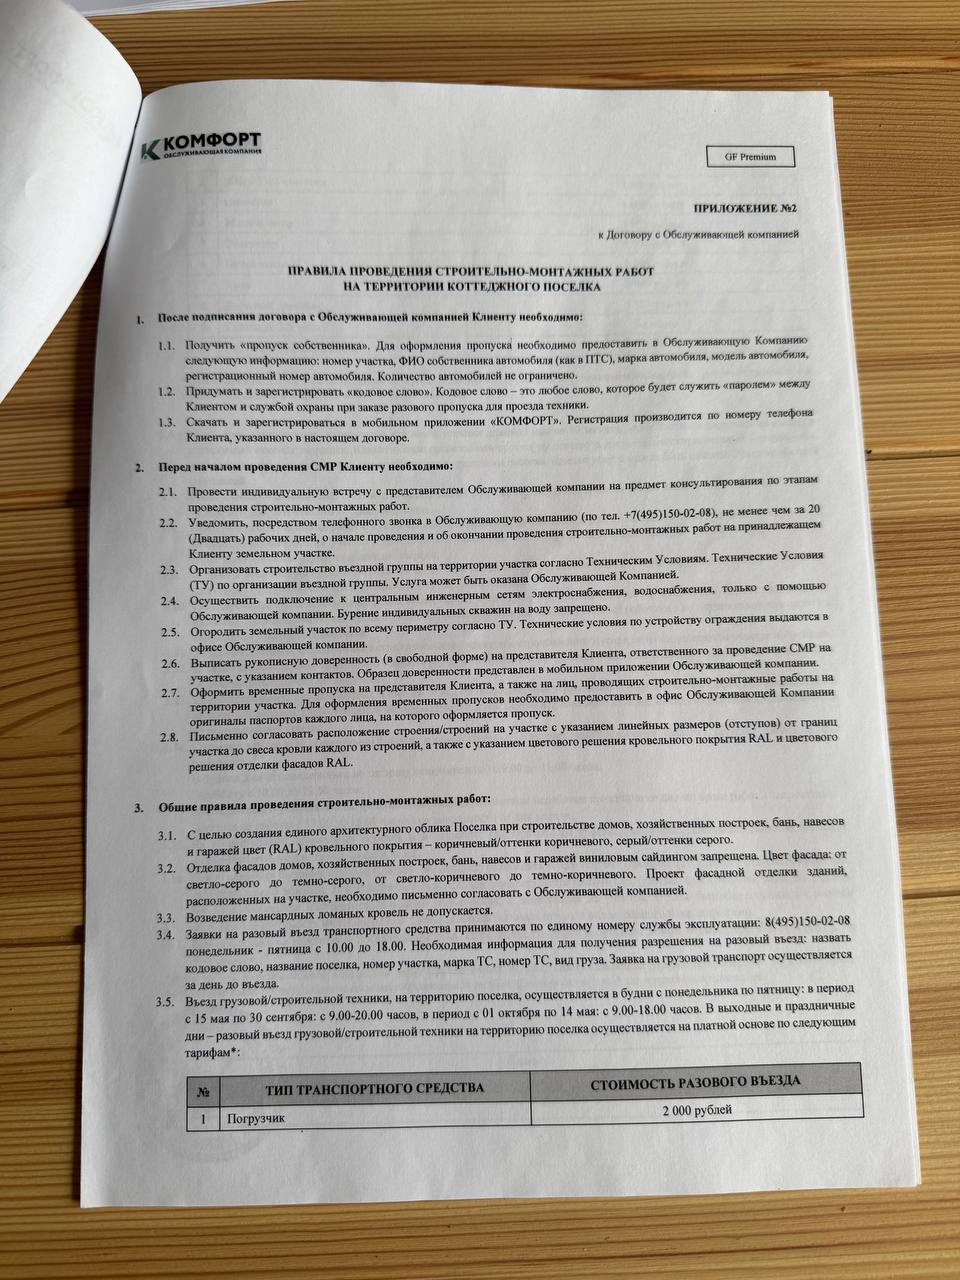 КОМФОРТ
ОБСЛУЖИВАЮЩАЯ КОМПАНИЯ
GF Premium
ПРИЛОЖЕНИЕ №2
к Договору с Обслуживающей компанией
ПРАВИЛА ПРОВЕДЕНИЯ СТРОИТЕЛЬНО-МОНТАЖНЫХ РАБОТ
НА ТЕРРИТОРИИ КОТТЕДЖНОГО ПОСЕЛКА
1. После подписания договора с Обслуживающей компанией Клиенту необходимо:
1.1. Получить «пропуск собственника». Для оформления пропуска необходимо предоставить в Обслуживающую Компанию
следующую информацию: номер участка, ФИО собственника автомобиля (как в ПТС), марка автомобиля, модель автомобиля,
регистрационный номер автомобиля. Количество автомобилей не ограничено.
1.2. Придумать и зарегистрировать «кодовое слово». Кодовое слово – это любое слово, которое будет служить «паролем» между
Клиентом и службой охраны при заказе разового пропуска для проезда техники.
1.3. Скачать и зарегистрироваться в мобильном приложении «КОМФОРТ». Регистрация производится по номеру телефона
Клиента, указанного в настоящем договоре.
2. Перед началом проведения СМР Клиенту необходимо:
2.1. Провести индивидуальную встречу с представителем Обслуживающей компании на предмет консультирования по этапам
проведения строительно-монтажных работ.
2.2. Уведомить, посредством телефонного звонка в Обслуживающую компанию (по тел. +7(495)150-02-08), не менее чем за 20
(Двадцать) рабочих дней, о начале проведения и об окончании проведения строительно-монтажных работ на принадлежащем
Клиенту земельном участке.
2.3. Организовать строительство въездной группы на территории участка согласно Техническим Условиям. Технические Условия
(ТУ) по организации въездной группы. Услуга может быть оказана Обслуживающей Компанией.
2.4. Осуществить подключение к центральным инженерным сетям электроснабжения, водоснабжения, только с помощью
Обслуживающей компании. Бурение индивидуальных скважин на воду запрещено.
2.5. Огородить земельный участок по всему периметру согласно ТУ. Технические условия по устройству ограждения выдаются в
офисе Обслуживающей компании.
2.6. Выписать рукописную доверенность (в свободной форме) на представителя Клиента, ответственного за проведение СМР на
участке, с указанием контактов. Образец доверенности представлен в мобильном приложении Обслуживающей компании.
2.7. Оформить временные пропуска на представителя Клиента, а также на лиц, проводящих строительно-монтажные работы на
территории участка. Для оформления временных пропусков необходимо предоставить в офис Обслуживающей Компании
оригиналы паспортов каждого лица, на которого оформляется пропуск.
2.8. Письменно согласовать расположение строения/строений на участке с указанием линейных размеров (отступов) от границ
участка до свеса кровли каждого из строений, а также с указанием цветового решения кровельного покрытия RAL и цветового
решения отделки фасадов RAL.
3. Общие правила проведения строительно-монтажных работ:
3.1. С целью создания единого архитектурного облика Поселка при строительстве домов, хозяйственных построек, бань, навесов
и гаражей цвет (RAL) кровельного покрытия – коричневый/оттенки коричневого, серый/оттенки серого.
3.2. Отделка фасадов домов, хозяйственных построек, бань, навесов и гаражей виниловым сайдингом запрещена. Цвет фасада: от
светло-серого до темно-серого, от светло-коричневого до темно-коричневого. Проект фасадной отделки зданий,
расположенных на участке, необходимо письменно согласовать с Обслуживающей компанией.
3.3. Возведение мансардных ломаных кровель не допускается.
3.4. Заявки на разовый въезд транспортного средства принимаются по единому номеру службы эксплуатации: 8(495)150-02-08
понедельник - пятница с 10.00 до 18.00. Необходимая информация для получения разрешения на разовый въезд: назвать
кодовое слово, название поселка, номер участка, марка ТС, номер ТС, вид груза. Заявка на грузовой транспорт осуществляется
за день до въезда.
3.5. Въезд грузовой/строительной техники, на территорию поселка, осуществляется в будни с понедельника по пятницу: в период
с 15 мая по 30 сентября: с 9.00-20.00 часов, в период с 01 октября по 14 мая: с 9.00-18.00 часов. В выходные и праздничные
дни – разовый въезд грузовой/строительной техники на территорию поселка осуществляется на платной основе по следующим
тарифам*:
№ ТИП ТРАНСПОРТНОГО СРЕДСТВА СТОИМОСТЬ РАЗОВОГО ВЪЕЗДА
1 Погрузчик 2 000 рублей